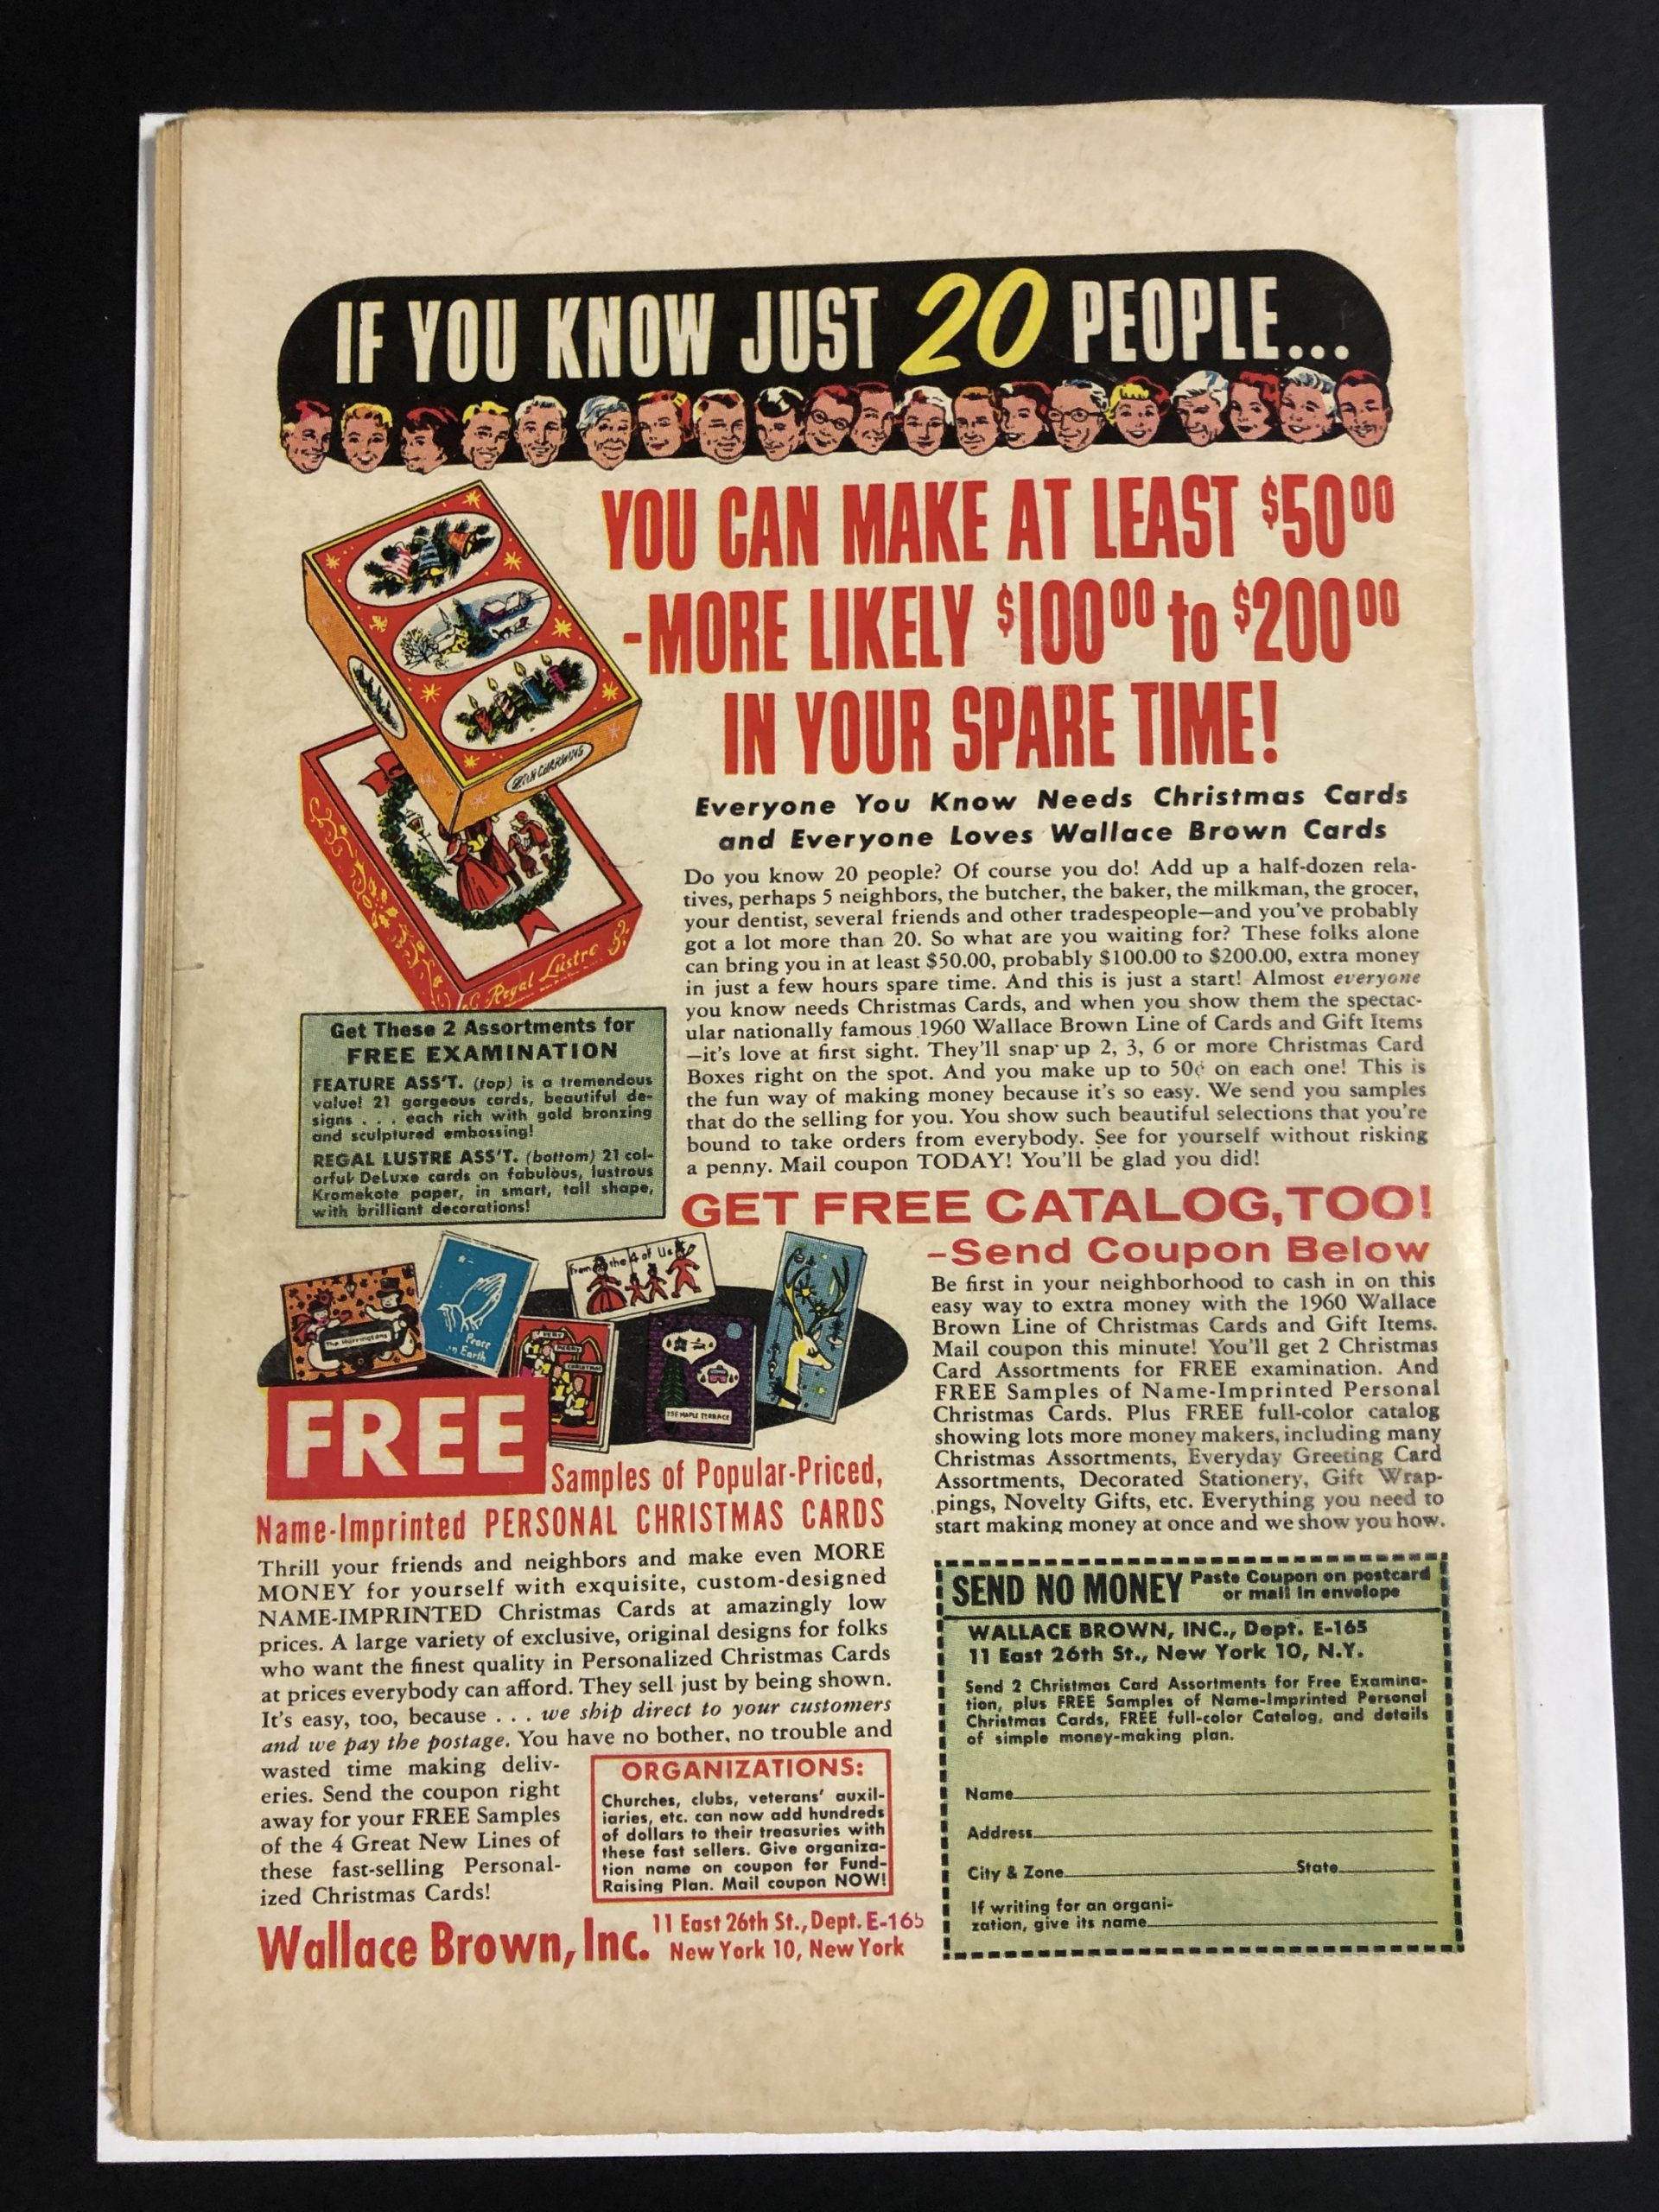 IF YOU KNOW JUST 20 PEOPLE...
YOU CAN MAKE AT LEAST $50.00
-MORE LIKELY $100.00 to $200.00
IN YOUR SPARE TIME!
Everyone You Know Needs Christmas Cards
and Everyone Loves Wallace Brown Cards
Do you know 20 people? Of course you do! Add up a half-dozen rela-
tives, perhaps 5 neighbors, the butcher, the baker, the milkman, the grocer,
your dentist, several friends and other tradespeople—and you've probably
got a lot more than 20. So what are you waiting for? These folks alone
can bring you in at least $50.00, probably $100.00 to $200.00, extra money
in just a few hours spare time. And this is just a start! Almost everyone
you know needs Christmas Cards, and when you show them the spectac-
ular nationally famous 1960 Wallace Brown Line of Cards and Gift Items
—it's love at first sight. They'll snap up 2, 3, 6 or more Christmas Card
Boxes right on the spot. And you make up to 50¢ on each one! This is
the fun way of making money because it's so easy. We send you samples
that do the selling for you. You show such beautiful selections that you're
bound to take orders from everybody. See for yourself without risking
a penny. Mail coupon TODAY! You'll be glad you did!
Regal Lustre
Get These 2 Assortments for
FREE EXAMINATION
FEATURE ASS'T. (top) is a tremendous
value! 21 gorgeous cards, beautiful de-
signs . . . each rich with gold bronzing
and sculptured embossing!
REGAL LUSTRE ASS'T. (bottom) 21 col-
orful DeLuxe cards on fabulous, lustrous
Kromekote paper, in smart, tall shape,
with brilliant decorations!
GET FREE CATALOG, TOO!
–Send Coupon Below
Be first in your neighborhood to cash in on this
easy way to extra money with the 1960 Wallace
Brown Line of Christmas Cards and Gift Items.
Mail coupon this minute! You'll get 2 Christmas
Card Assortments for FREE examination. And
FREE Samples of Name-Imprinted Personal
Christmas Cards. Plus FREE full-color catalog
showing lots more money makers, including many
Christmas Assortments, Everyday Greeting Card
Assortments, Decorated Stationery, Gift Wrap-
pings, Novelty Gifts, etc. Everything you need to
start making money at once and we show you how.
The Harringtons
Peace
on Earth
From the 4 of Us
VERY
MERRY
CHRISTMAS
235 MAPLE TERRACE
FREE
Samples of Popular-Priced,
Name-Imprinted PERSONAL CHRISTMAS CARDS
Thrill your friends and neighbors and make even MORE
MONEY for yourself with exquisite, custom-designed
NAME-IMPRINTED Christmas Cards at amazingly low
prices. A large variety of exclusive, original designs for folks
who want the finest quality in Personalized Christmas Cards
at prices everybody can afford. They sell just by being shown.
It's easy, too, because . . . we ship direct to your customers
and we pay the postage. You have no bother, no trouble and
wasted time making deliv-
eries. Send the coupon right
away for your FREE Samples
of the 4 Great New Lines of
these fast-selling Personal-
ized Christmas Cards!
ORGANIZATIONS:
Churches, clubs, veterans' auxil-
iaries, etc. can now add hundreds
of dollars to their treasuries with
these fast sellers. Give organiza-
tion name on coupon for Fund-
Raising Plan. Mail coupon NOW!
Wallace Brown, Inc. 11 East 26th St., Dept. E-165
New York 10, New York
SEND NO MONEY Paste Coupon on postcard
or mail in envelope
WALLACE BROWN, INC., Dept. E-165
11 East 26th St., New York 10, N.Y.
Send 2 Christmas Card Assortments for Free Examina-
tion, plus FREE Samples of Name-Imprinted Personal
Christmas Cards, FREE full-color Catalog, and details
of simple money-making plan.
Name
Address
City & Zone State
If writing for an organi-
zation, give its name